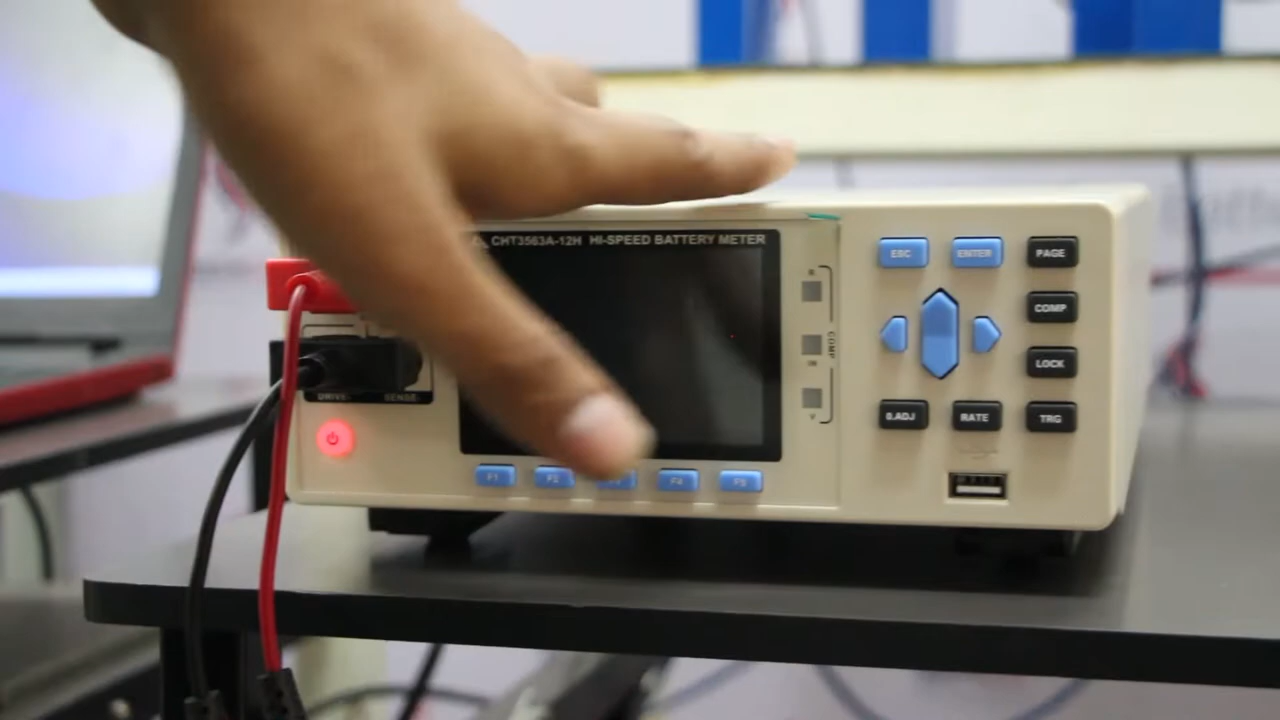 CHT3563A-12H HI-SPEED BATTERY METER
ESC
ENTER
PAGE
COMP
COMP
LOCK
0.ADJ
RATE
TRG
DRIVE
SENSE
F1
F2
F4
F5